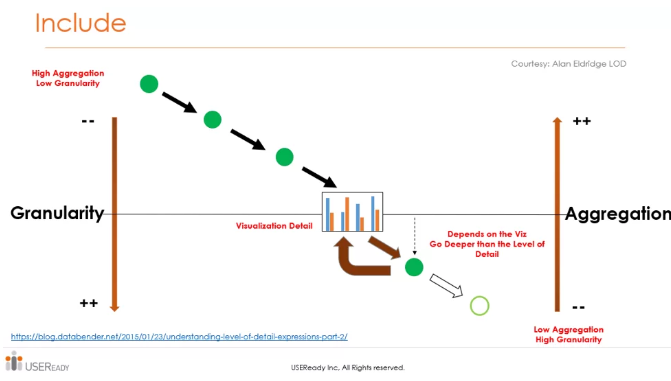 Include
Courtesy: Alan Eldridge LOD
High Aggregation
Low Granularity
--
++
Granularity
Aggregation
Visualization Detail
Depends on the Viz
Go Deeper than the Level of
Detail
++
--
Low Aggregation
High Granularity
https://blog.databender.net/2015/01/23/understanding-level-of-detail-expressions-part-2/
USEREADY
USEReady Inc, All Rights reserved.